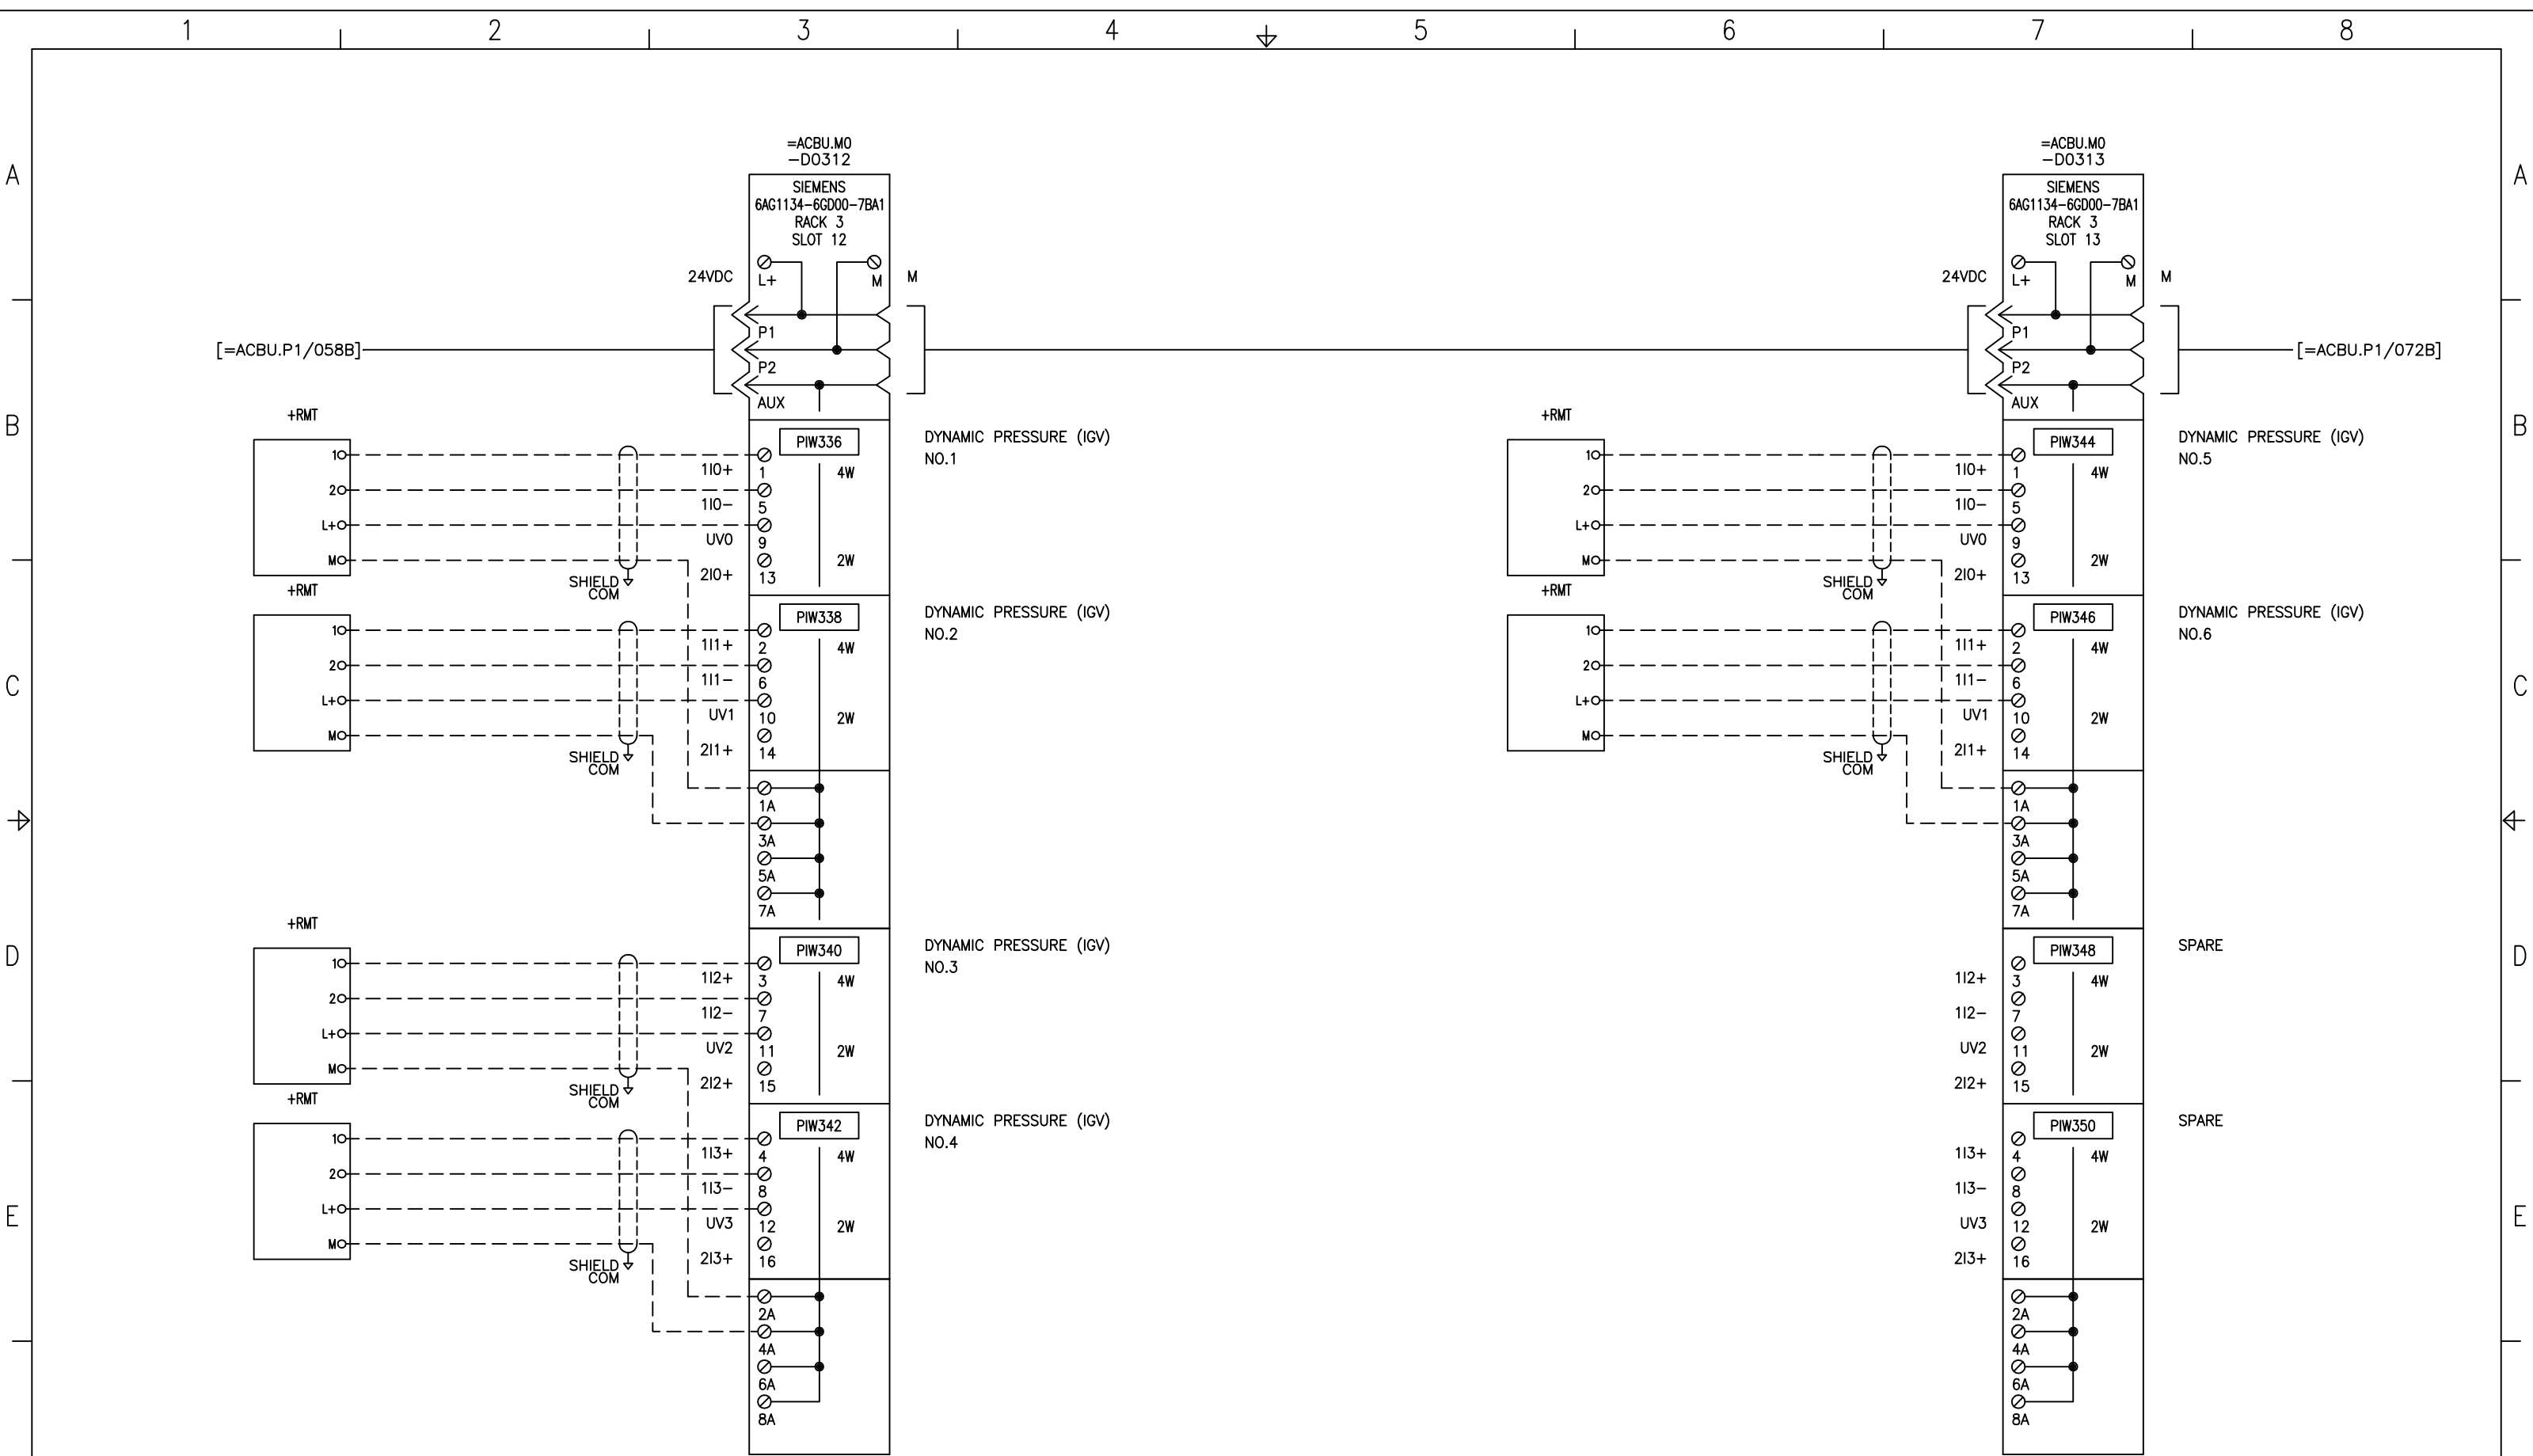 1 2 3 4 5 6 7 8
A A
=ACBU.M0
-D0312
SIEMENS
6AG1134-6GD00-7BA1
RACK 3
SLOT 12
24VDC L+ M M
P1
[=ACBU.P1/058B]
P2
AUX
=ACBU.M0
-D0313
SIEMENS
6AG1134-6GD00-7BA1
RACK 3
SLOT 13
24VDC L+ M M
P1
[=ACBU.P1/072B]
P2
AUX
B B
+RMT
PIW336 DYNAMIC PRESSURE (IGV)
NO.1
1
1I0+ 1 4W
2
1I0- 5
L+
UV0 9
M 2W
2I0+ 13
SHIELD
COM
+RMT
PIW338 DYNAMIC PRESSURE (IGV)
NO.2
1
1I1+ 2 4W
2
1I1- 6
L+
UV1 10 2W
M
2I1+ 14
SHIELD
COM
1A
3A
5A
7A
+RMT
PIW344 DYNAMIC PRESSURE (IGV)
NO.5
1
1I0+ 1 4W
2
1I0- 5
L+
UV0 9
M 2W
2I0+ 13
SHIELD
COM
+RMT
PIW346 DYNAMIC PRESSURE (IGV)
NO.6
1
1I1+ 2 4W
2
1I1- 6
L+
UV1 10 2W
M
2I1+ 14
SHIELD
COM
1A
3A
5A
7A
C C
D D
+RMT
PIW340 DYNAMIC PRESSURE (IGV)
NO.3
1
1I2+ 3 4W
2
1I2- 7
L+
UV2 11 2W
M
2I2+ 15
SHIELD
COM
+RMT
PIW342 DYNAMIC PRESSURE (IGV)
NO.4
1
1I3+ 4 4W
2
1I3- 8
L+
UV3 12 2W
M
2I3+ 16
SHIELD
COM
2A
4A
6A
8A
PIW348 SPARE
1I2+ 3 4W
1I2- 7
UV2 11 2W
2I2+ 15
PIW350 SPARE
1I3+ 4 4W
1I3- 8
UV3 12 2W
2I3+ 16
2A
4A
6A
8A
E E